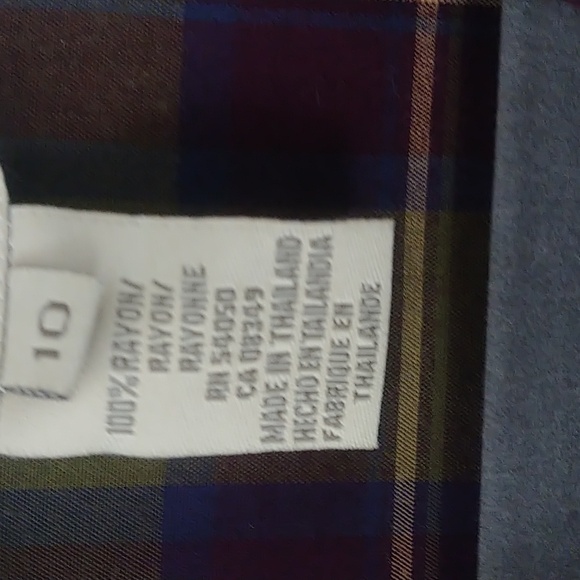 10
100% RAYON/
RAYON/
RAYONNE
RN 54050
CA 08349
MADE IN THAILAND
HECHO EN TAILANDIA
FABRIQUE EN
THAILANDE